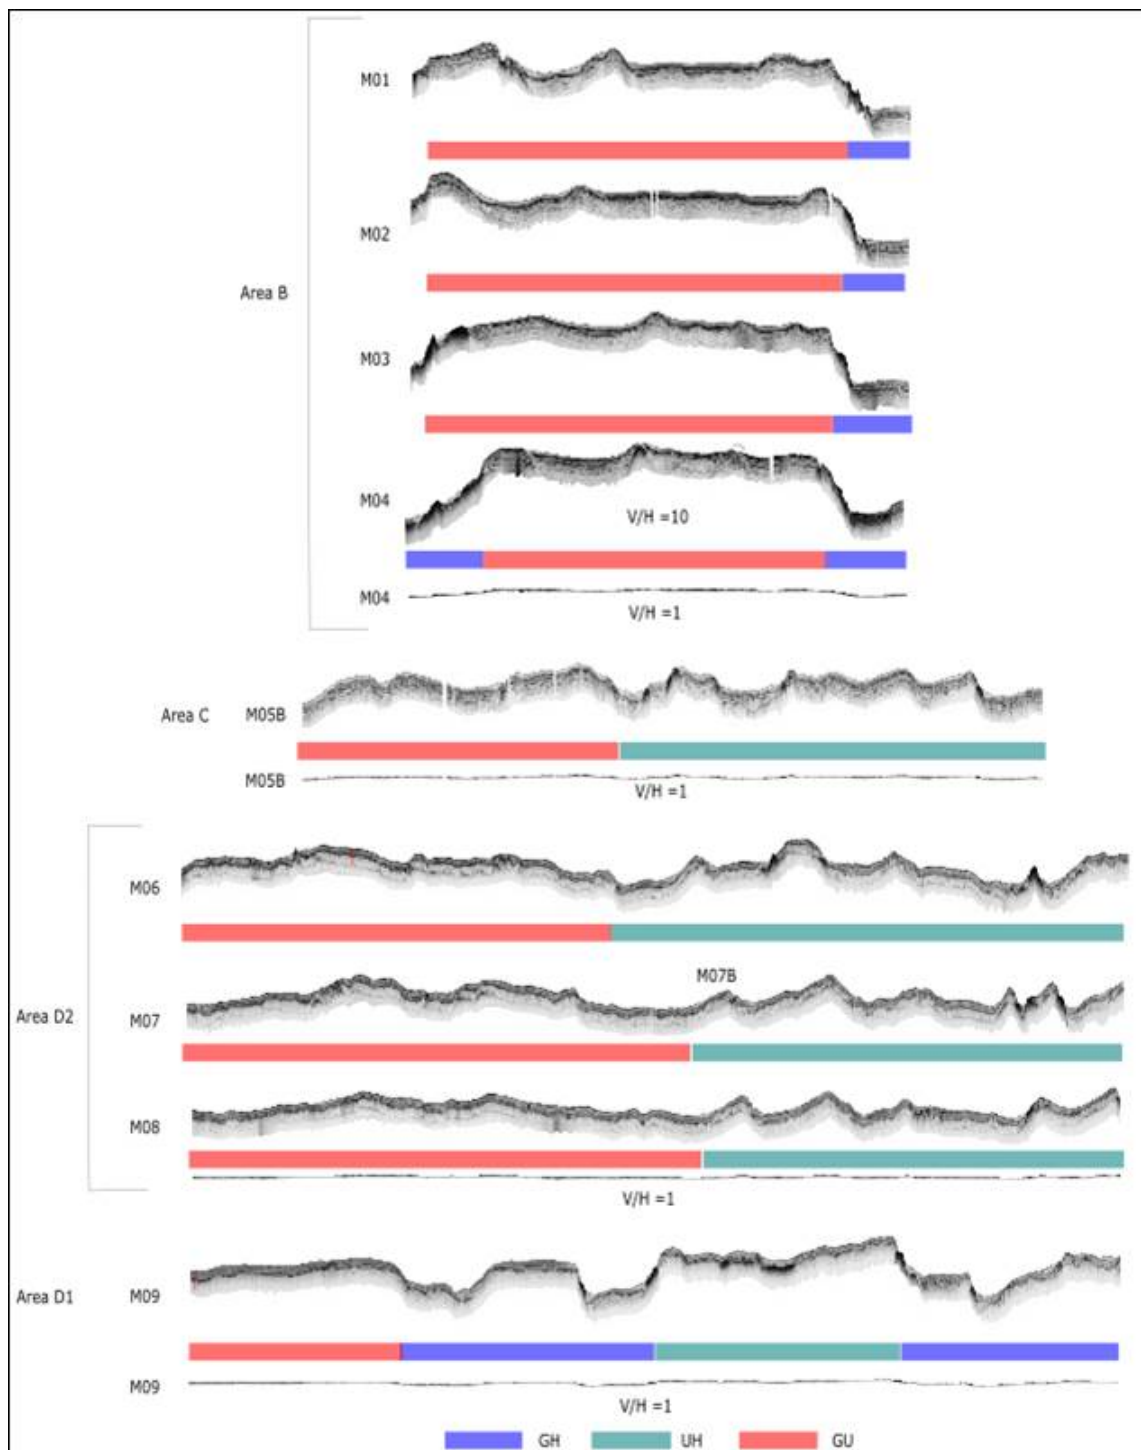 M01
M02
Area B
M03
M04
V/H =10
M04
V/H =1
Area C
M05B
M05B
V/H =1
M06
M07B
Area D2
M07
M08
V/H =1
Area D1
M09
M09
V/H =1
GH
UH
GU